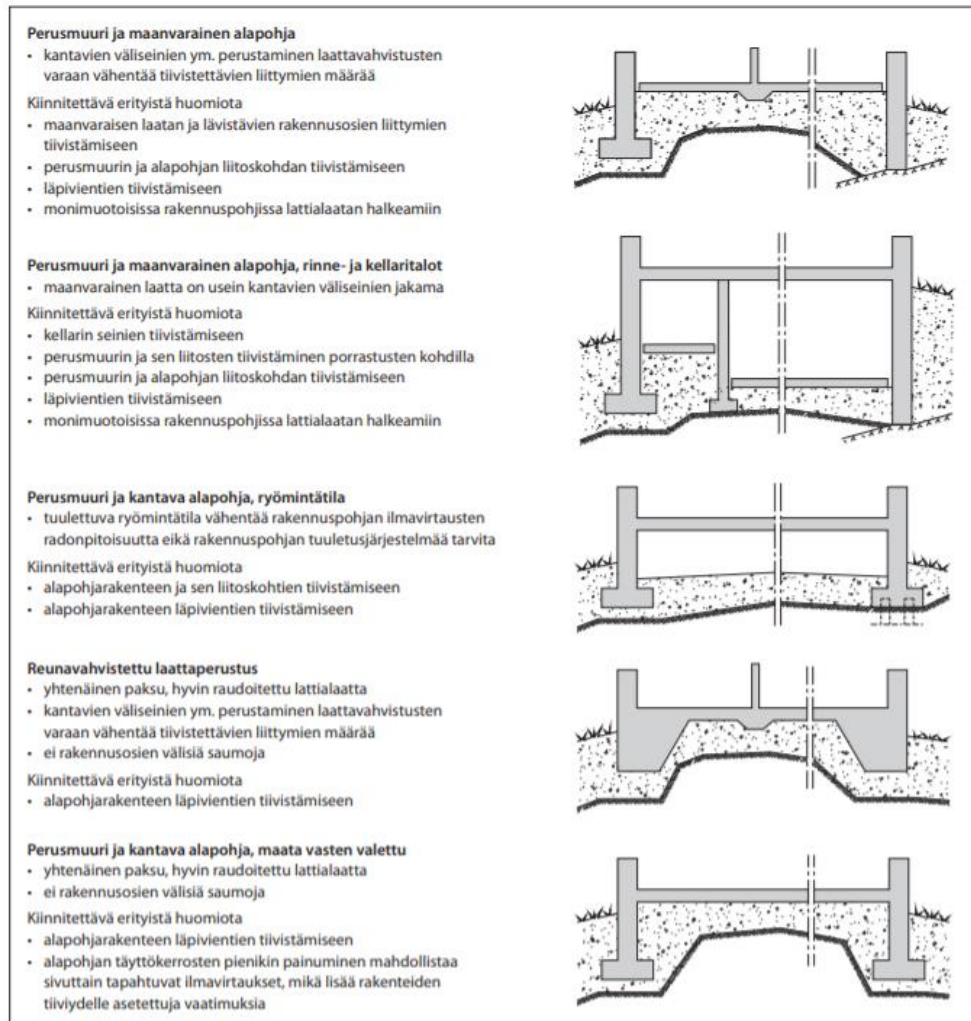 Perusmuuri ja maanvarainen alapohja
• kantavien väliseinien ym. perustaminen laattavahvistusten
varaan vähentää tiivistettävien liittymien määrää
Kiinnitettävä erityistä huomiota
• maanvaraisen laatan ja lävistävien rakennusosien liittymien
tiivistämiseen
• perusmuurin ja alapohjan liitoskohdan tiivistämiseen
• läpivientien tiivistämiseen
• monimuotoisissa rakennuspohjissa lattialaatan halkeamiin
Perusmuuri ja maanvarainen alapohja, rinne- ja kellaritalot
• maanvarainen laatta on usein kantavien väliseinien jakama
Kiinnitettävä erityistä huomiota
• kellarin seinien tiivistämiseen
• perusmuurin ja sen liitosten tiivistäminen porrastusten kohdilla
• perusmuurin ja alapohjan liitoskohdan tiivistämiseen
• läpivientien tiivistämiseen
• monimuotoisissa rakennuspohjissa lattialaatan halkeamiin
Perusmuuri ja kantava alapohja, ryömintätila
• tuulettuva ryömintätila vähentää rakennuspohjan ilmavirtausten
radonpitoisuutta eikä rakennuspohjan tuuletusjärjestelmää tarvita
Kiinnitettävä erityistä huomiota
• alapohjarakenteen ja sen liitoskohtien tiivistämiseen
• alapohjarakenteen läpivientien tiivistämiseen
Reunavahvistettu laattaperustus
• yhtenäinen paksu, hyvin raudoitettu lattialaatta
• kantavien väliseinien ym. perustaminen laattavahvistusten
varaan vähentää tiivistettävien liittymien määrää
• ei rakennusosien välisiä saumoja
Kiinnitettävä erityistä huomiota
• alapohjarakenteen läpivientien tiivistämiseen
Perusmuuri ja kantava alapohja, maata vasten valettu
• yhtenäinen paksu, hyvin raudoitettu lattialaatta
• ei rakennusosien välisiä saumoja
Kiinnitettävä erityistä huomiota
• alapohjarakenteen läpivientien tiivistämiseen
• alapohjan täyttökerrosten pienikin painuminen mahdollistaa
sivuttain tapahtuvat ilmavirtaukset, mikä lisää rakenteiden
tiiviydelle asetettuja vaatimuksia